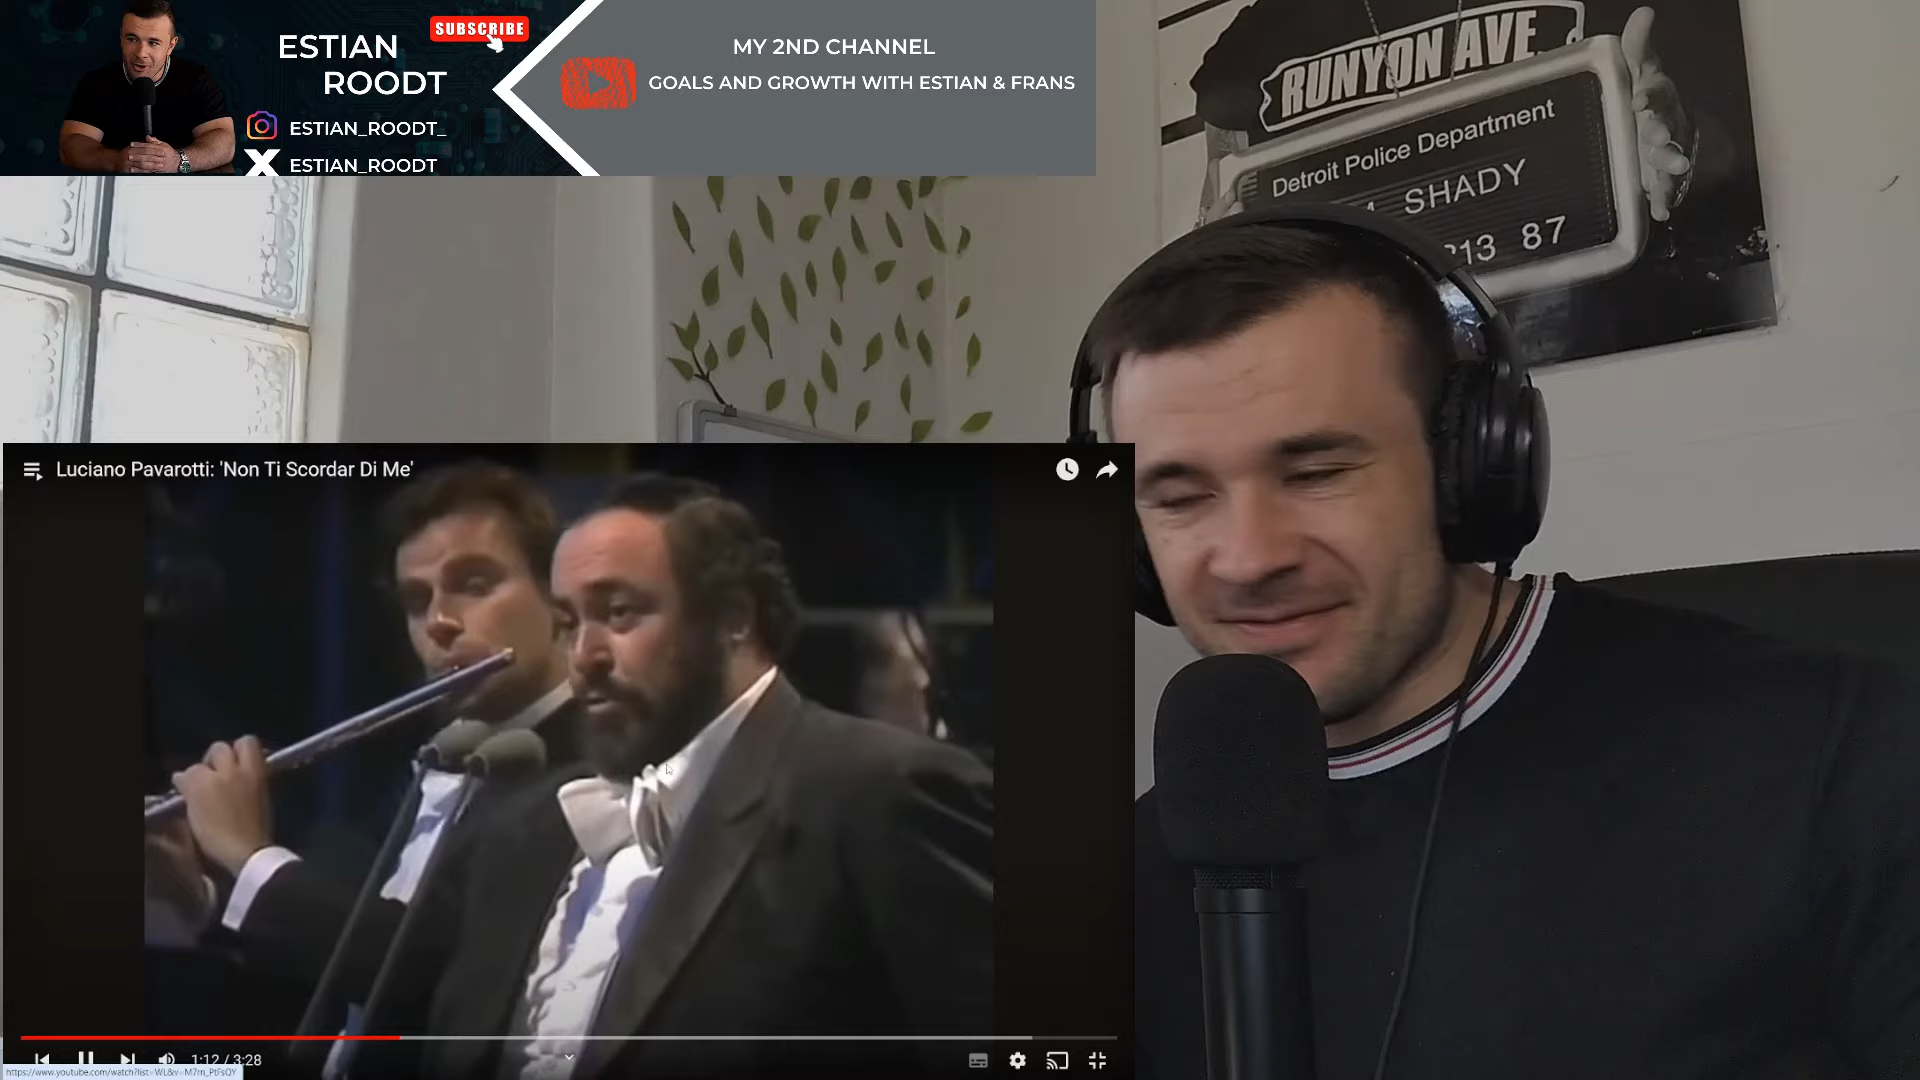 ESTIAN
ROODT
SUBSCRIBE
ESTIAN_ROODT_
ESTIAN_ROODT
MY 2ND CHANNEL
GOALS AND GROWTH WITH ESTIAN & FRANS
RUNYON AVE
Detroit Police Department
SHADY
213 87
Luciano Pavarotti: 'Non Ti Scordar Di Me'
1:12 / 3:28